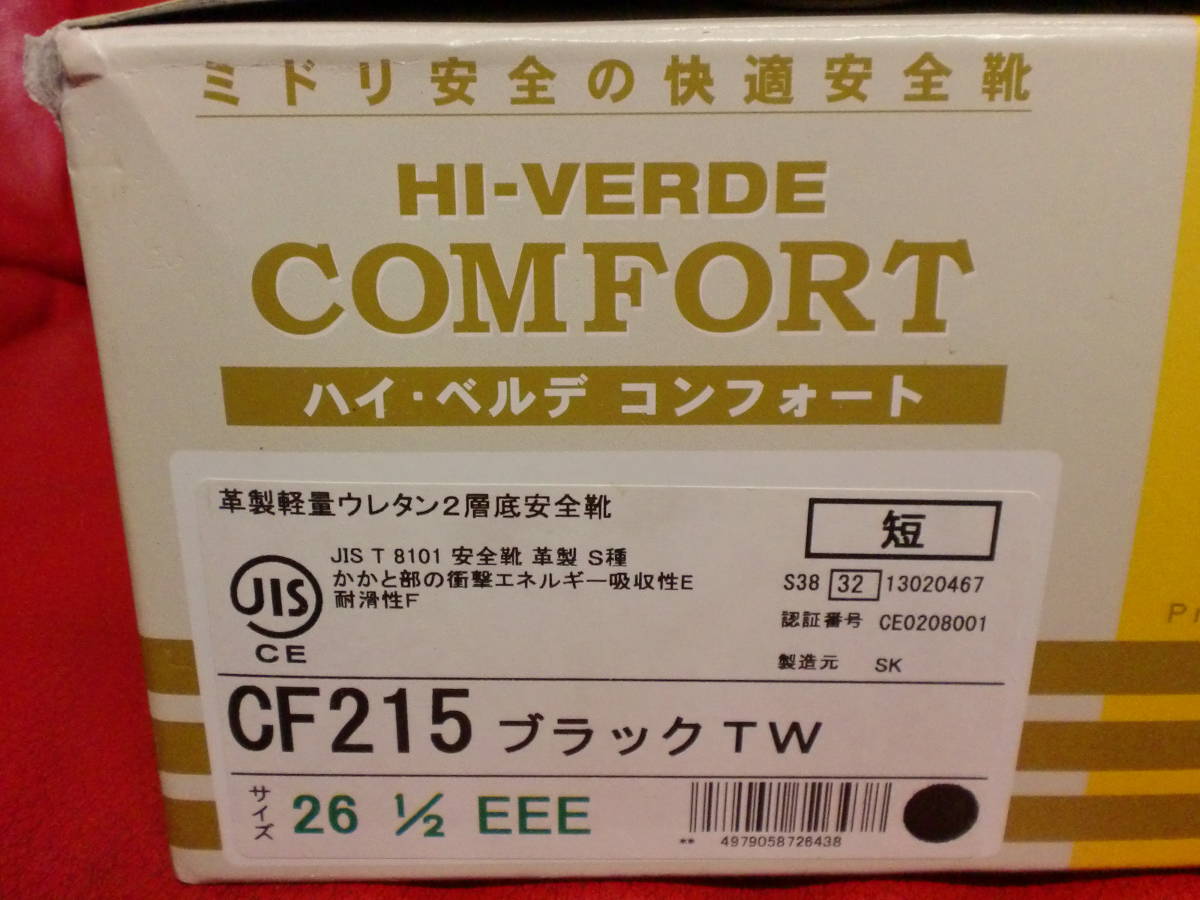 ミドリ安全の快適安全靴
HI-VERDE
COMFORT
ハイ・ベルデ コンフォート
革製軽量ウレタン2層底安全靴
短
JIS T 8101 安全靴 革製 S種
かかと部の衝撃エネルギー吸収性E
耐滑性F
JIS
CE
S38 32 13020467
認証番号 CE0208001
製造元 SK
CF215 ブラックTW
サイズ 26 ½ EEE
** 4979058726438